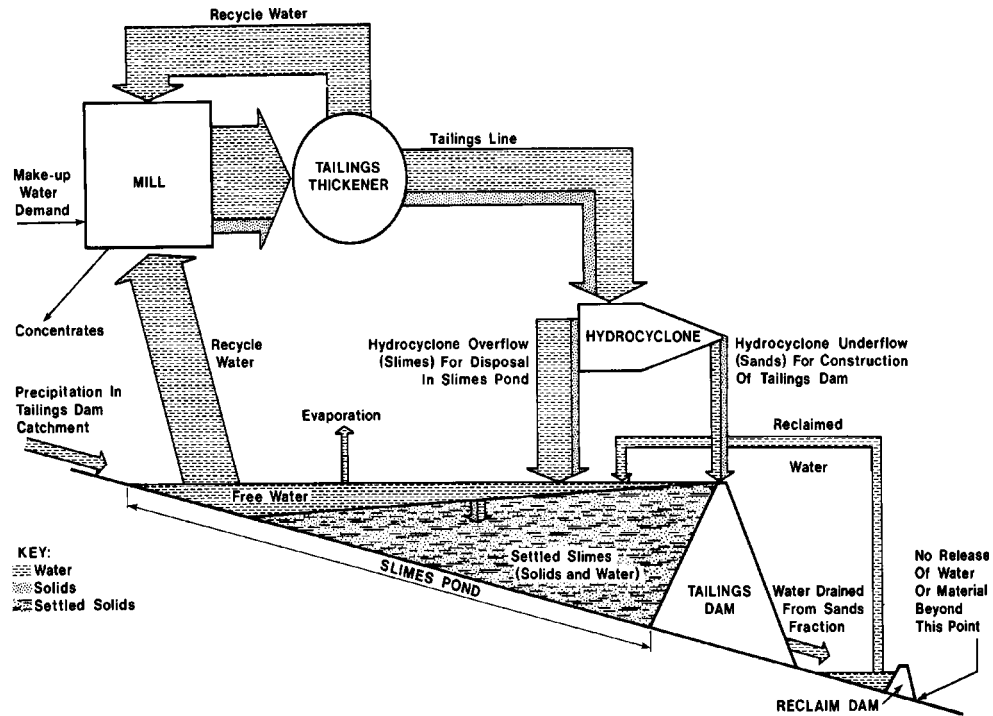 Recycle Water
MILL
TAILINGS
THICKENER
Tailings Line
Make-up
Water
Demand
Concentrates
Recycle
Water
HYDROCYCLONE
Hydrocyclone Overflow
(Slimes) For Disposal
In Slimes Pond
Hydrocyclone Underflow
(Sands) For Construction
Of Tailings Dam
Precipitation In
Tailings Dam
Catchment
Evaporation
Reclaimed
Water
Free Water
Settled Slimes
(Solids and Water)
SLIMES POND
TAILINGS
DAM
Water Drained
From Sands
Fraction
No Release
Of Water
Or Material
Beyond
This Point
RECLAIM DAM
KEY:
Water
Solids
Settled Solids